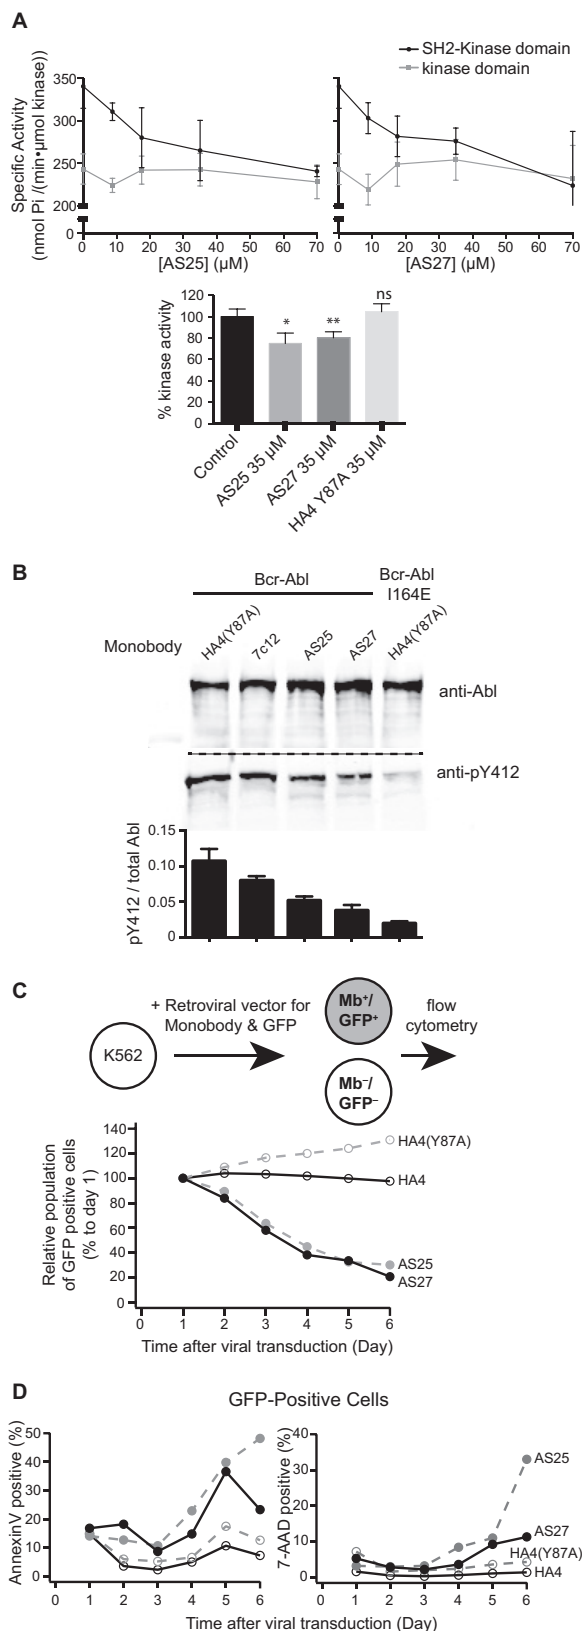 A
SH2-Kinase domain
kinase domain
Specific Activity
(nmol Pi /(min•μmol kinase))
350
300
250
200
0
0 10 20 30 40 50 60 70
[AS25] (μM)
0 10 20 30 40 50 60 70
[AS27] (μM)
% kinase activity
120
100
80
60
40
20
0
* ** ns
Control
AS25 35 μM
AS27 35 μM
HA4 Y87A 35 μM
B
Bcr-Abl
Bcr-Abl
I164E
Monobody
HA4(Y87A)
7c12
AS25
AS27
HA4(Y87A)
anti-Abl
anti-pY412
pY412 / total Abl
0.15
0.10
0.05
0
C
K562
+ Retroviral vector for
Monobody & GFP
Mb+/
GFP+
Mb–/
GFP–
flow
cytometry
Relative population
of GFP positive cells
(% to day 1)
140
120
100
80
60
40
20
0
HA4(Y87A)
HA4
AS25
AS27
0 1 2 3 4 5 6
Time after viral transduction (Day)
D
GFP-Positive Cells
AnnexinV positive (%)
50
40
30
20
10
0
0 1 2 3 4 5 6
7-AAD positive (%)
40
30
20
10
0
AS25
AS27
HA4(Y87A)
HA4
0 1 2 3 4 5 6
Time after viral transduction (Day)